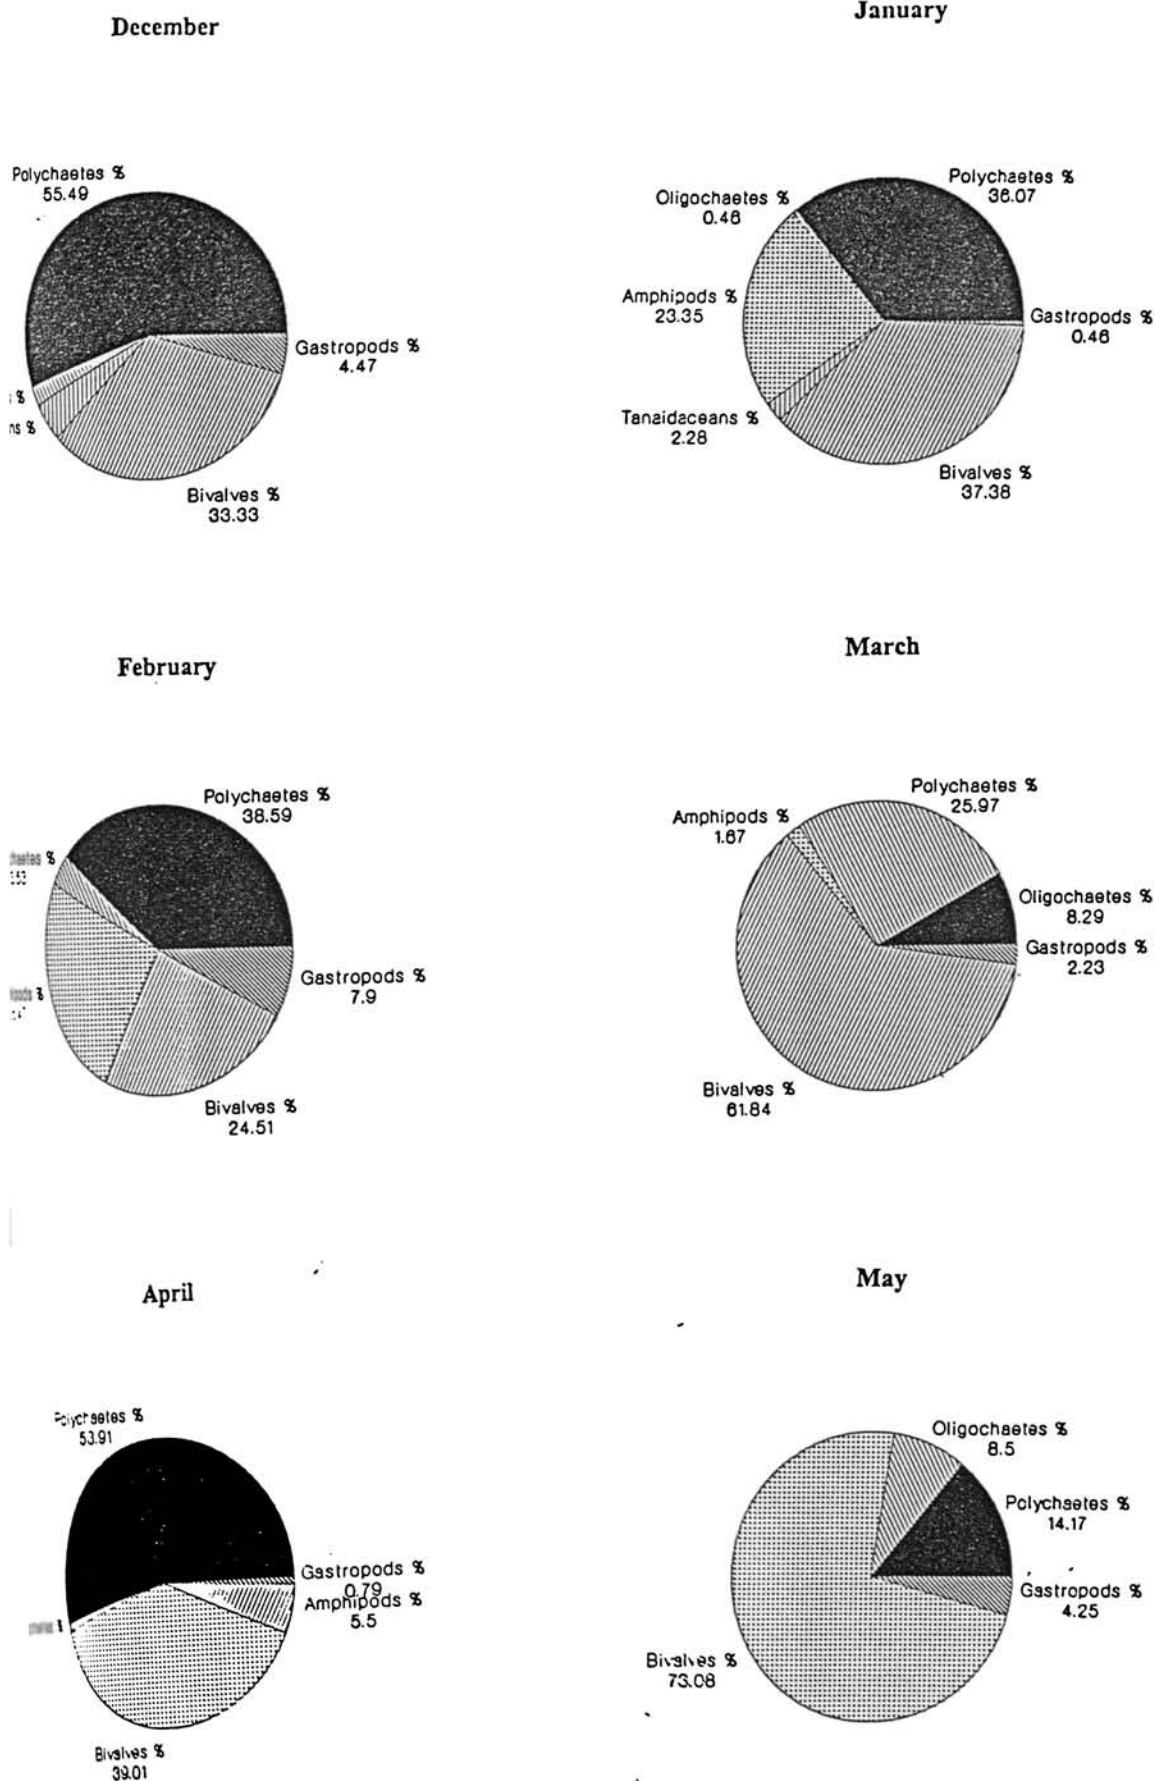 December
Polychaetes %
55.49
Gastropods %
4.47
%
ns %
Bivalves %
33.33
January
Polychaetes %
36.07
Oligochaetes %
0.46
Amphipods %
23.35
Gastropods %
0.46
Tanaidaceans %
2.28
Bivalves %
37.38
February
Polychaetes %
38.59
chaetes %
Gastropods %
7.9
%
Bivalves %
24.51
March
Polychaetes %
25.97
Amphipods %
1.67
Oligochaetes %
8.29
Gastropods %
2.23
Bivalves %
61.84
April
Polychaetes %
53.91
Gastropods %
0.79
Amphipods %
5.5
%
Bivalves %
39.01
May
Oligochaetes %
8.5
Polychaetes %
14.17
Gastropods %
4.25
Bivalves %
73.08